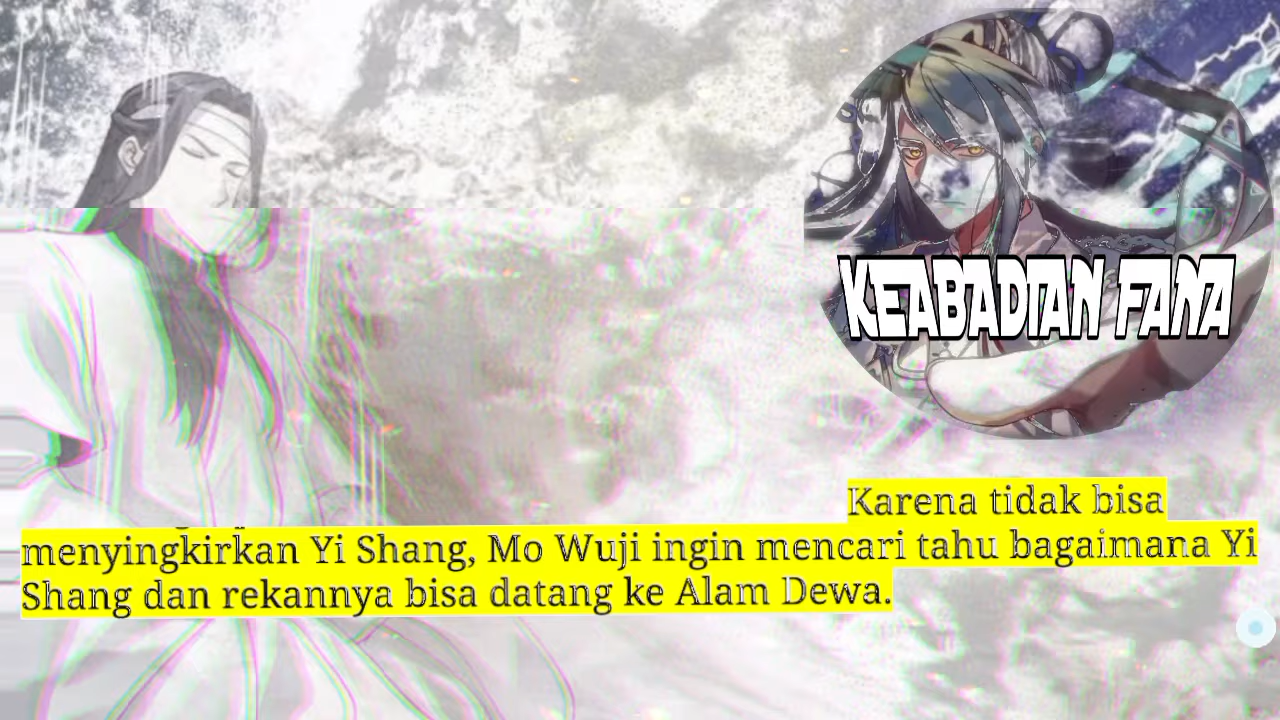 KEABADIAN FANA
Karena tidak bisa
menyingkirkan Yi Shang, Mo Wuji ingin mencari tahu bagaimana Yi
Shang dan rekannya bisa datang ke Alam Dewa.